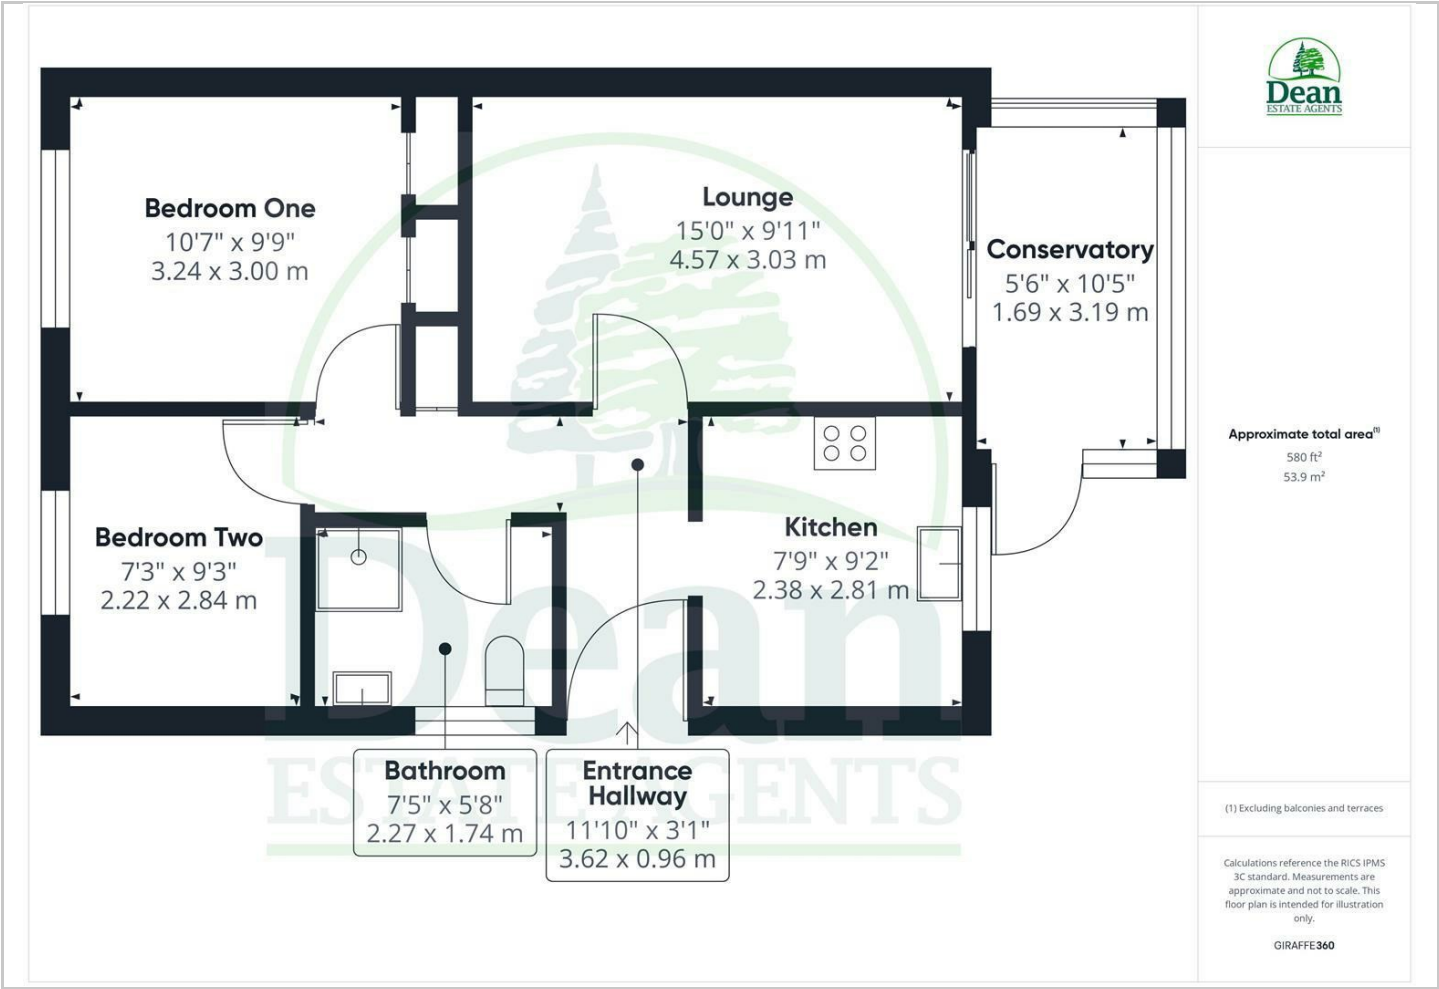 Bedroom One
10'7" x 9'9"
3.24 x 3.00 m
Lounge
15'0" x 9'11"
4.57 x 3.03 m
Conservatory
5'6" x 10'5"
1.69 x 3.19 m
Bedroom Two
7'3" x 9'3"
2.22 x 2.84 m
Kitchen
7'9" x 9'2"
2.38 x 2.81 m
Bathroom
7'5" x 5'8"
2.27 x 1.74 m
Entrance
Hallway
11'10" x 3'1"
3.62 x 0.96 m
Dean
ESTATE AGENTS
Dean
ESTATE AGENTS
Approximate total area(1)
580 ft²
53.9 m²
(1) Excluding balconies and terraces
Calculations reference the RICS IPMS
3C standard. Measurements are
approximate and not to scale. This
floor plan is intended for illustration
only.
GIRAFFE360